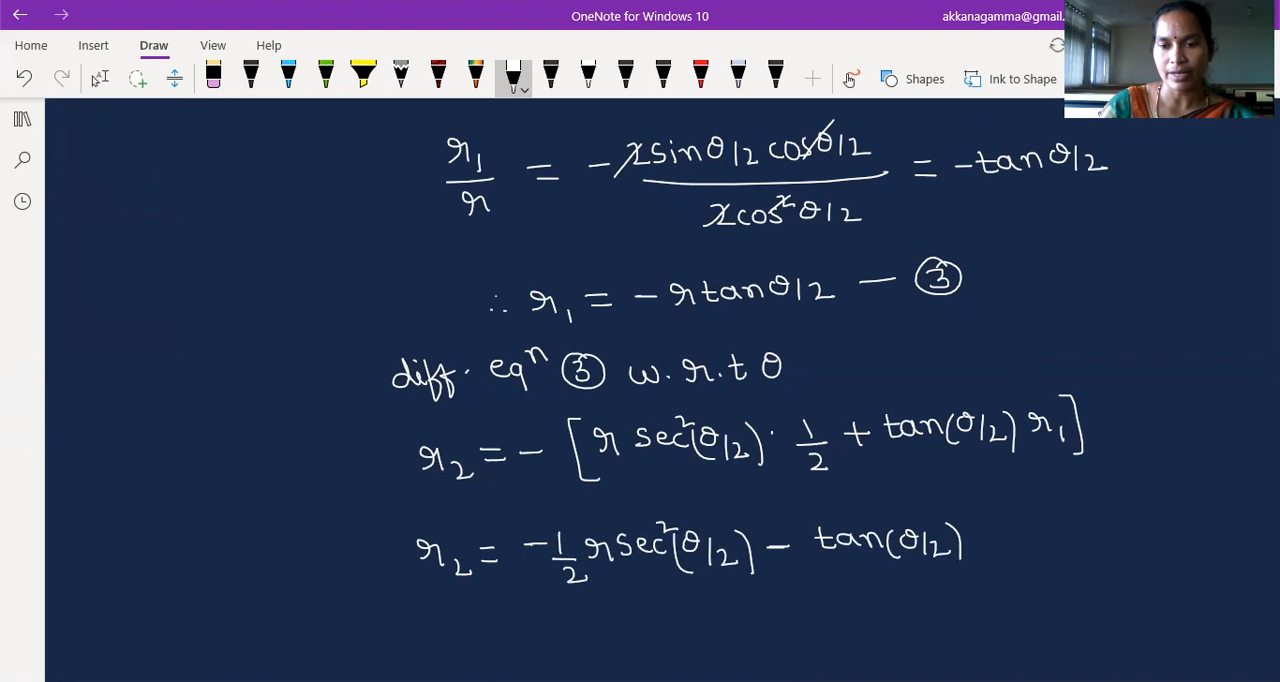 OneNote for Windows 10
akkanagamma@gmail.
Home Insert Draw View Help
Shapes Ink to Shape
r₁/r = - 2sinθ/2 cosθ/2 / 2cos²θ/2 = -tanθ/2
∴ r₁ = -rtanθ/2 — ③
diff. eqⁿ ③ w.r.t θ
r₂ = - [r sec²(θ/2) · 1/2 + tan(θ/2) r₁]
r₂ = -1/2 rsec²(θ/2) - tan(θ/2)